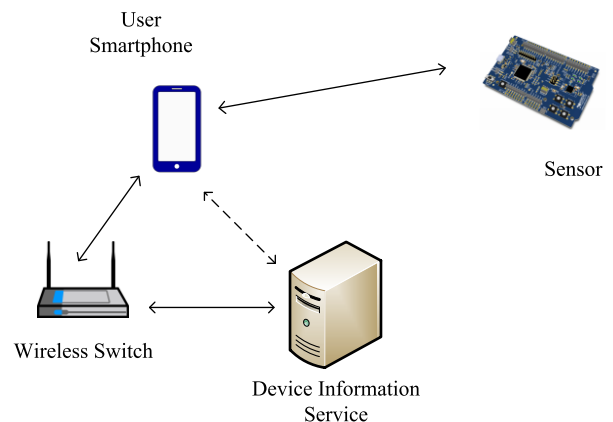 User
Smartphone
Sensor
Wireless Switch
Device Information
Service